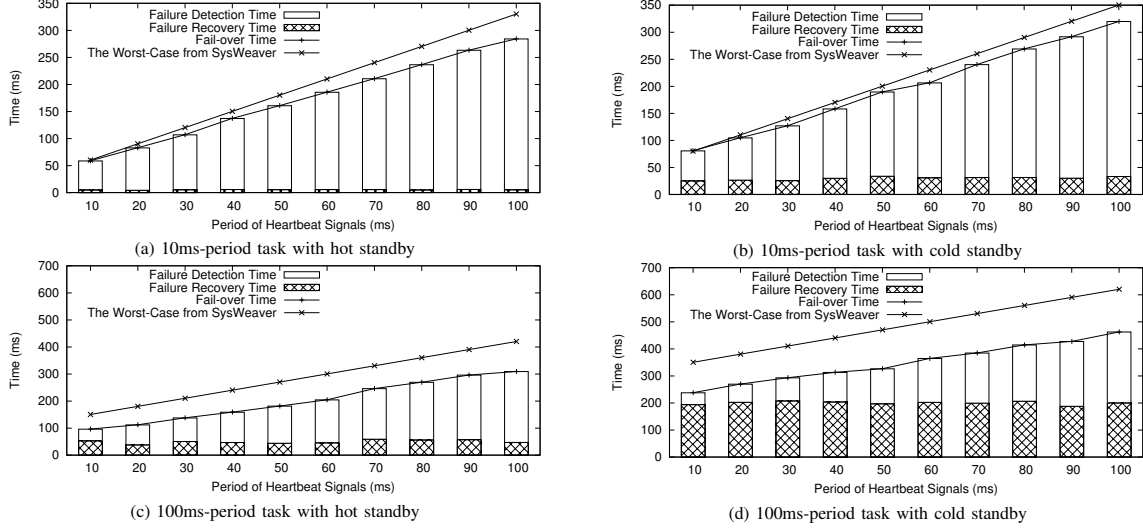 350
300
250
200
150
100
50
0
Time (ms)
Failure Detection Time
Failure Recovery Time
Fail-over Time
The Worst-Case from SysWeaver
10 20 30 40 50 60 70 80 90 100
Period of Heartbeat Signals (ms)
(a) 10ms-period task with hot standby
350
300
250
200
150
100
50
0
Time (ms)
Failure Detection Time
Failure Recovery Time
Fail-over Time
The Worst-Case from SysWeaver
10 20 30 40 50 60 70 80 90 100
Period of Heartbeat Signals (ms)
(b) 10ms-period task with cold standby
700
600
500
400
300
200
100
0
Time (ms)
Failure Detection Time
Failure Recovery Time
Fail-over Time
The Worst-Case from SysWeaver
10 20 30 40 50 60 70 80 90 100
Period of Heartbeat Signals (ms)
(c) 100ms-period task with hot standby
700
600
500
400
300
200
100
0
Time (ms)
Failure Detection Time
Failure Recovery Time
Fail-over Time
The Worst-Case from SysWeaver
10 20 30 40 50 60 70 80 90 100
Period of Heartbeat Signals (ms)
(d) 100ms-period task with cold standby